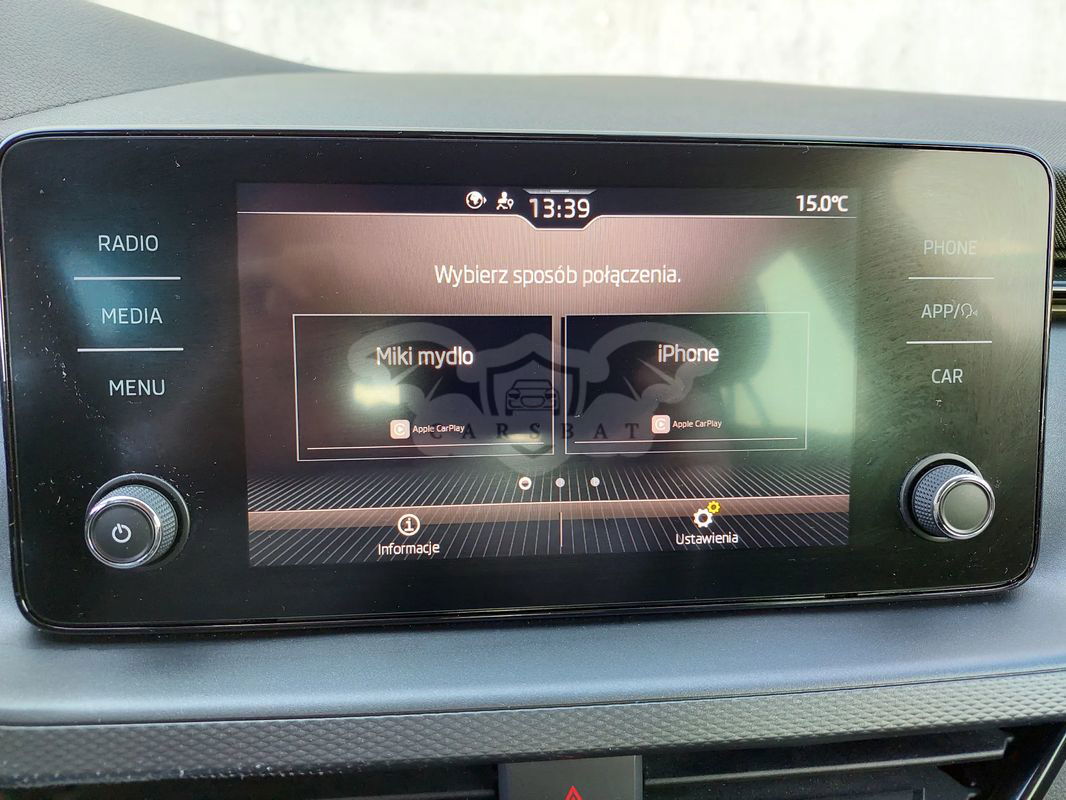 13:39
15.0°C
RADIO
MEDIA
MENU
Wybierz sposób połączenia.
Miki mydlo
Apple CarPlay
iPhone
Apple CarPlay
CARSBAT
Informacje
Ustawienia
PHONE
APP/
CAR